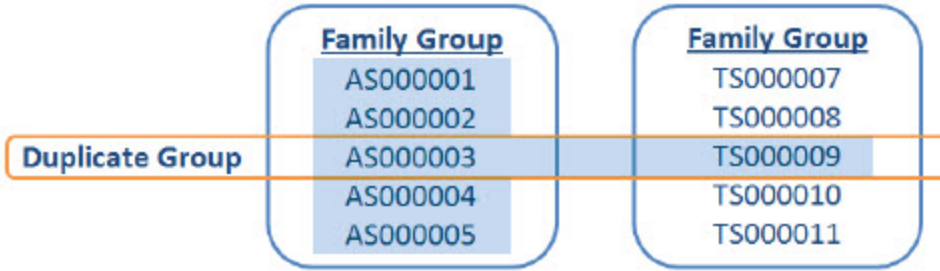 Family Group
AS000001
AS000002
AS000003
AS000004
AS000005
Family Group
TS000007
TS000008
TS000009
TS000010
TS000011
Duplicate Group